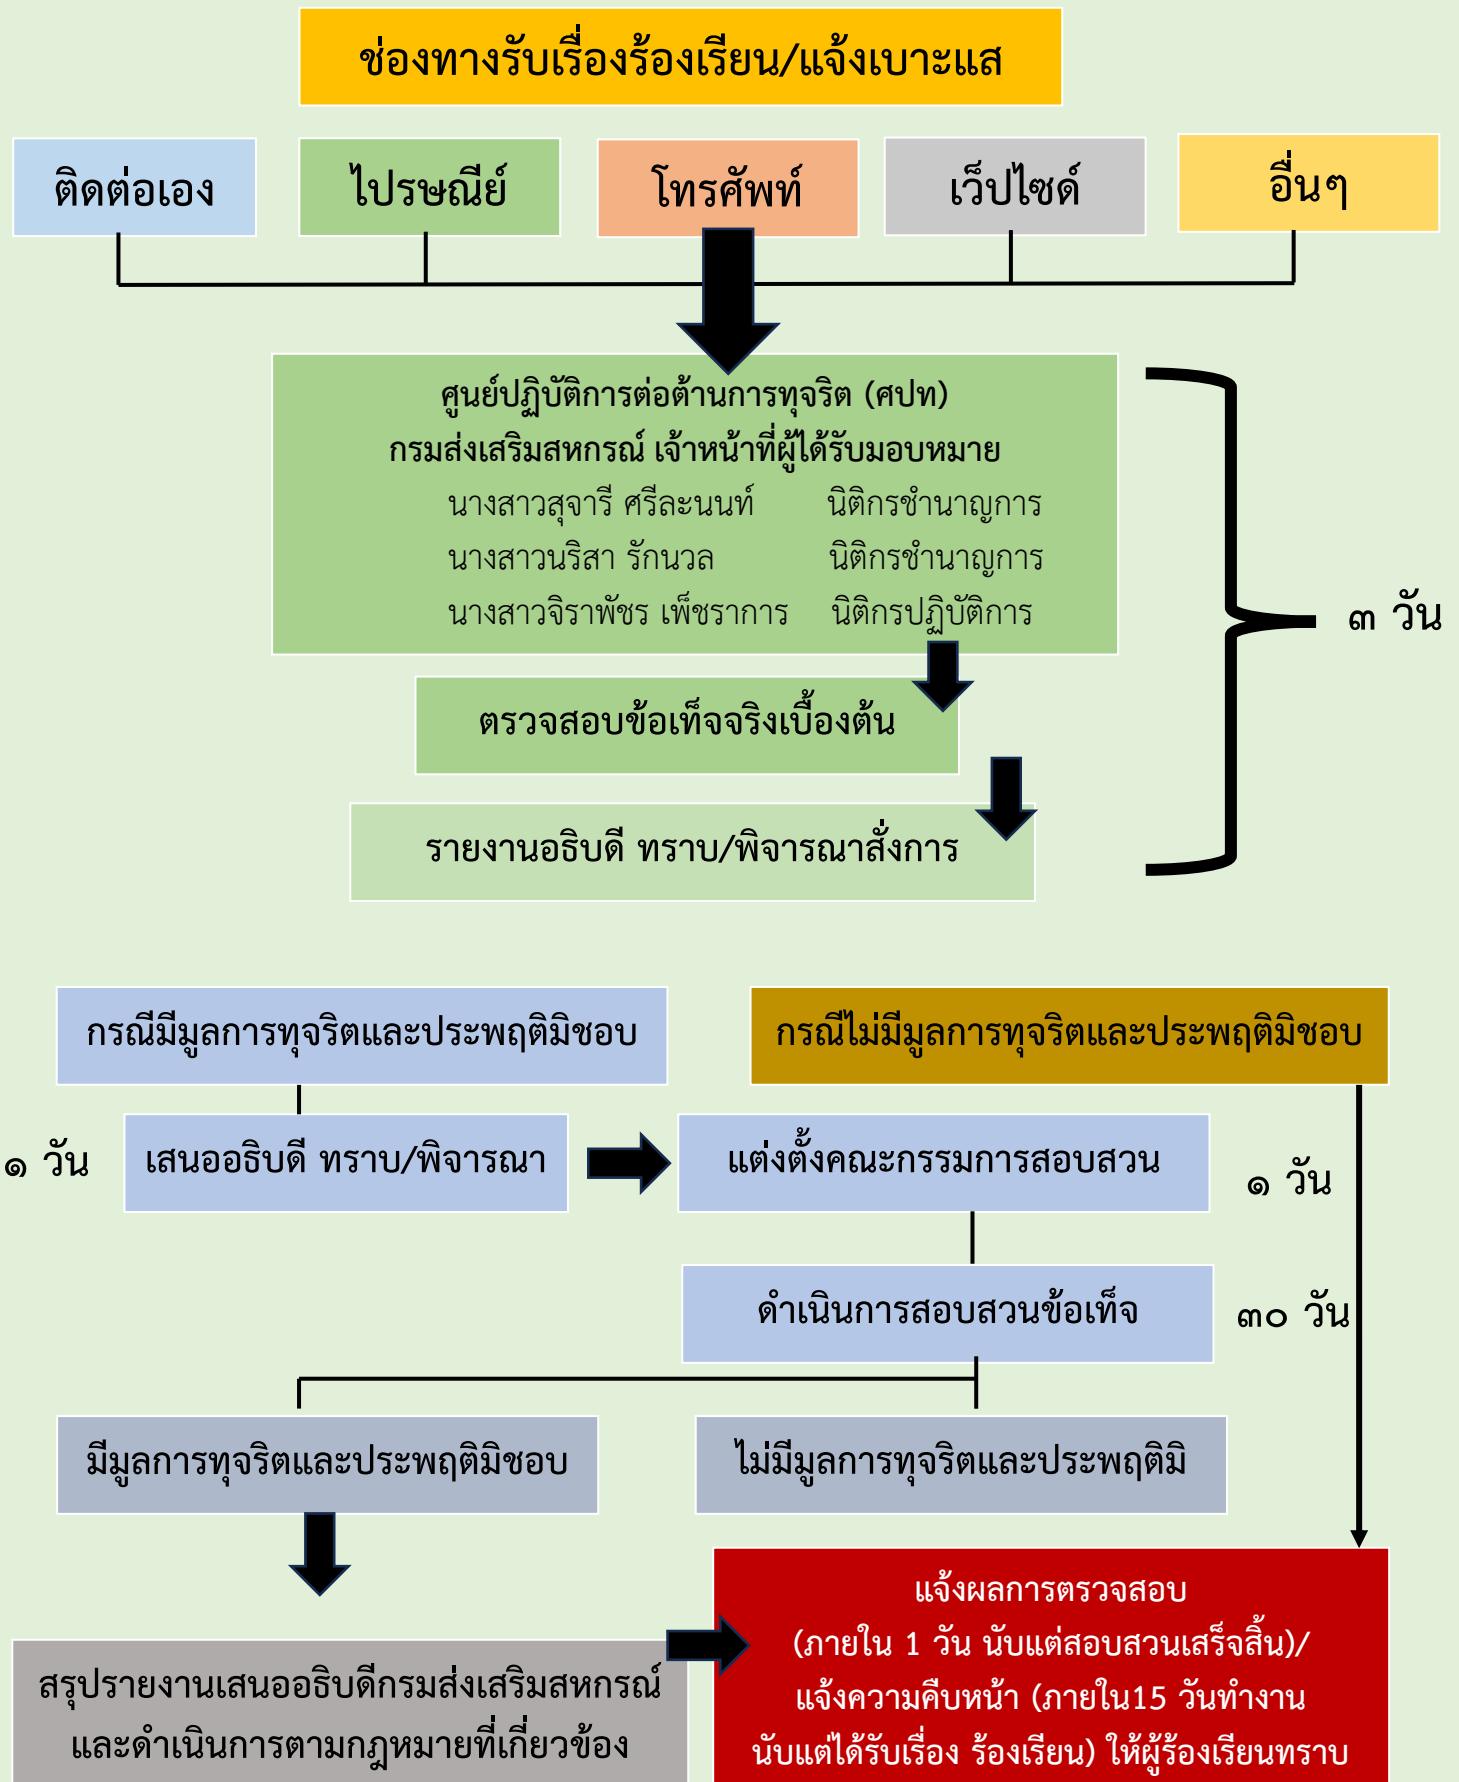 ช่องทางรับเรื่องร้องเรียน/แจ้งเบาะแส
ติดต่อเอง
ไปรษณีย์
โทรศัพท์
เว็ปไซด์
อื่นๆ
ศูนย์ปฏิบัติการต่อต้านการทุจริต (ศปท)
กรมส่งเสริมสหกรณ์ เจ้าหน้าที่ผู้ได้รับมอบหมาย
นางสาวสุจารี ศรีละนนท์ นิติกรชำนาญการ
นางสาวนริสา รักนวล นิติกรชำนาญการ
นางสาวจิราพัชร เพ็ชราการ นิติกรปฏิบัติการ
๓ วัน
ตรวจสอบข้อเท็จจริงเบื้องต้น
รายงานอธิบดี ทราบ/พิจารณาสั่งการ
กรณีมีมูลการทุจริตและประพฤติมิชอบ
กรณีไม่มีมูลการทุจริตและประพฤติมิชอบ
๑ วัน
เสนออธิบดี ทราบ/พิจารณา
แต่งตั้งคณะกรรมการสอบสวน
๑ วัน
ดำเนินการสอบสวนข้อเท็จ
๓๐ วัน
มีมูลการทุจริตและประพฤติมิชอบ
ไม่มีมูลการทุจริตและประพฤติมิ
สรุปรายงานเสนออธิบดีกรมส่งเสริมสหกรณ์
และดำเนินการตามกฎหมายที่เกี่ยวข้อง
แจ้งผลการตรวจสอบ
(ภายใน 1 วัน นับแต่สอบสวนเสร็จสิ้น)/
แจ้งความคืบหน้า (ภายใน15 วันทำงาน
นับแต่ได้รับเรื่อง ร้องเรียน) ให้ผู้ร้องเรียนทราบ